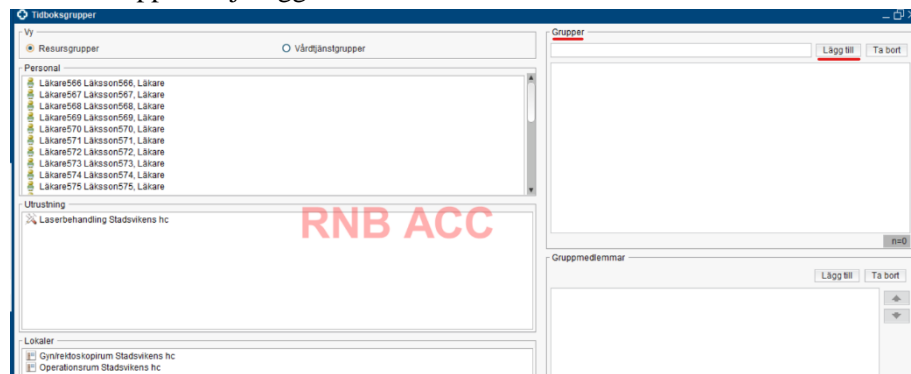 Tidboksgrupper
Vy
Resursgrupper
Vårdtjänstgrupper
Personal
Läkare566 Läksson566, Läkare
Läkare567 Läksson567, Läkare
Läkare568 Läksson568, Läkare
Läkare569 Läksson569, Läkare
Läkare570 Läksson570, Läkare
Läkare571 Läksson571, Läkare
Läkare572 Läksson572, Läkare
Läkare573 Läksson573, Läkare
Läkare574 Läksson574, Läkare
Läkare575 Läksson575, Läkare
Utrustning
Laserbehandling Stadsvikens hc
RNB ACC
Lokaler
Gyn/rektoskopirum Stadsvikens hc
Operationsrum Stadsvikens hc
Grupper
Lägg till Ta bort
n=0
Gruppmedlemmar
Lägg till Ta bort